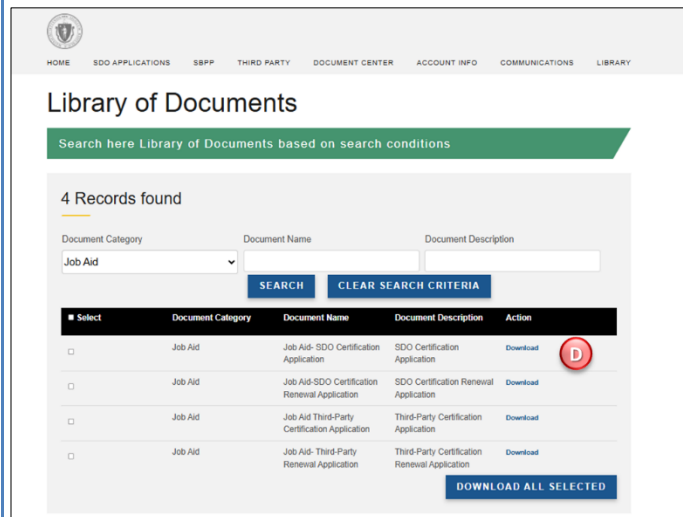 HOME SDO APPLICATIONS SBPP THIRD PARTY DOCUMENT CENTER ACCOUNT INFO COMMUNICATIONS LIBRARY
Library of Documents
Search here Library of Documents based on search conditions
4 Records found
Document Category Document Name Document Description
Job Aid
SEARCH CLEAR SEARCH CRITERIA
Select Document Category Document Name Document Description Action
Job Aid Job Aid- SDO Certification SDO Certification Download D
Application Application
Job Aid Job Aid-SDO Certification SDO Certification Renewal Download
Renewal Application Application
Job Aid Job Aid Third-Party Third-Party Certification Download
Certification Application Application
Job Aid Job Aid- Third-Party Third-Party Certification Download
Renewal Application Renewal Application
DOWNLOAD ALL SELECTED